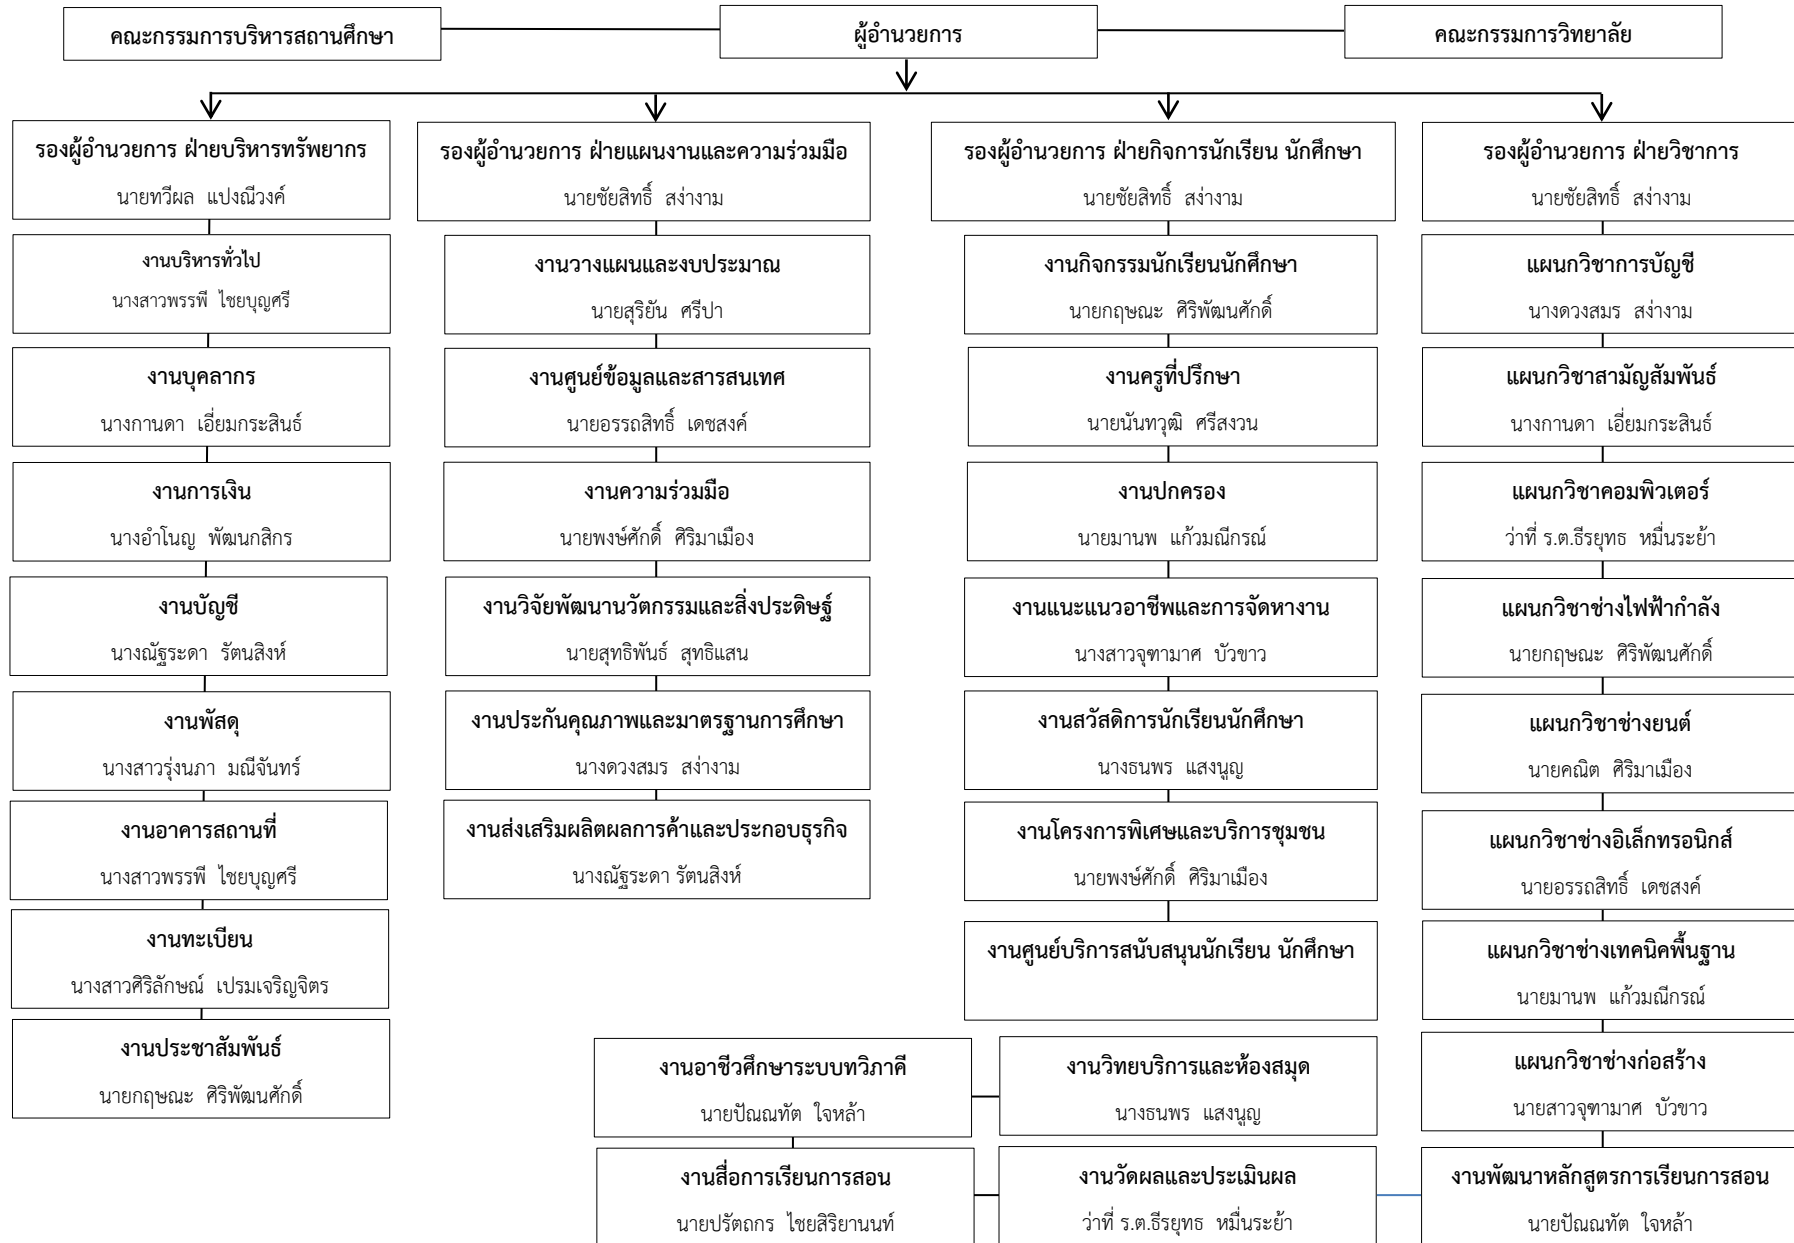 คณะกรรมการบริหารสถานศึกษา
ผู้อำนวยการ
คณะกรรมการวิทยาลัย
รองผู้อำนวยการ ฝ่ายบริหารทรัพยากร
นายทวีผล แปงณีวงค์
งานบริหารทั่วไป
นางสาวพรรพี ไชยบุญศรี
งานบุคลากร
นางกานดา เอี่ยมกระสินธ์
งานการเงิน
นางอำโนญ พัฒนกสิกร
งานบัญชี
นางณัฐระดา รัตนสิงห์
งานพัสดุ
นางสาวรุ่งนภา มณีจันทร์
งานอาคารสถานที่
นางสาวพรรพี ไชยบุญศรี
งานทะเบียน
นางสาวศิริลักษณ์ เปรมเจริญจิตร
งานประชาสัมพันธ์
นายกฤษณะ ศิริพัฒนศักดิ์
รองผู้อำนวยการ ฝ่ายแผนงานและความร่วมมือ
นายชัยสิทธิ์ สง่างาม
งานวางแผนและงบประมาณ
นายสุริยัน ศรีปา
งานศูนย์ข้อมูลและสารสนเทศ
นายอรรถสิทธิ์ เดชสงค์
งานความร่วมมือ
นายพงษ์ศักดิ์ ศิริมาเมือง
งานวิจัยพัฒนานวัตกรรมและสิ่งประดิษฐ์
นายสุทธิพันธ์ สุทธิแสน
งานประกันคุณภาพและมาตรฐานการศึกษา
นางดวงสมร สง่างาม
งานส่งเสริมผลิตผลการค้าและประกอบธุรกิจ
นางณัฐระดา รัตนสิงห์
รองผู้อำนวยการ ฝ่ายกิจการนักเรียน นักศึกษา
นายชัยสิทธิ์ สง่างาม
งานกิจกรรมนักเรียนนักศึกษา
นายกฤษณะ ศิริพัฒนศักดิ์
งานครูที่ปรึกษา
นายนันทวุฒิ ศรีสงวน
งานปกครอง
นายมานพ แก้วมณีกรณ์
งานแนะแนวอาชีพและการจัดหางาน
นางสาวจุฑามาศ บัวขาว
งานสวัสดิการนักเรียนนักศึกษา
นางธนพร แสงนูญ
งานโครงการพิเศษและบริการชุมชน
นายพงษ์ศักดิ์ ศิริมาเมือง
งานศูนย์บริการสนับสนุนนักเรียน นักศึกษา
รองผู้อำนวยการ ฝ่ายวิชาการ
นายชัยสิทธิ์ สง่างาม
แผนกวิชาการบัญชี
นางดวงสมร สง่างาม
แผนกวิชาสามัญสัมพันธ์
นางกานดา เอี่ยมกระสินธ์
แผนกวิชาคอมพิวเตอร์
ว่าที่ ร.ต.ธีรยุทธ หมื่นระย้า
แผนกวิชาช่างไฟฟ้ากำลัง
นายกฤษณะ ศิริพัฒนศักดิ์
แผนกวิชาช่างยนต์
นายคณิต ศิริมาเมือง
แผนกวิชาช่างอิเล็กทรอนิกส์
นายอรรถสิทธิ์ เดชสงค์
แผนกวิชาช่างเทคนิคพื้นฐาน
นายมานพ แก้วมณีกรณ์
แผนกวิชาช่างก่อสร้าง
นายสาวจุฑามาศ บัวขาว
งานพัฒนาหลักสูตรการเรียนการสอน
นายปัณณทัต ใจหล้า
งานวัดผลและประเมินผล
ว่าที่ ร.ต.ธีรยุทธ หมื่นระย้า
งานสื่อการเรียนการสอน
นายปรัตถกร ไชยสิริยานนท์
งานอาชีวศึกษาระบบทวิภาคี
นายปัณณทัต ใจหล้า
งานวิทยบริการและห้องสมุด
นางธนพร แสงนูญ